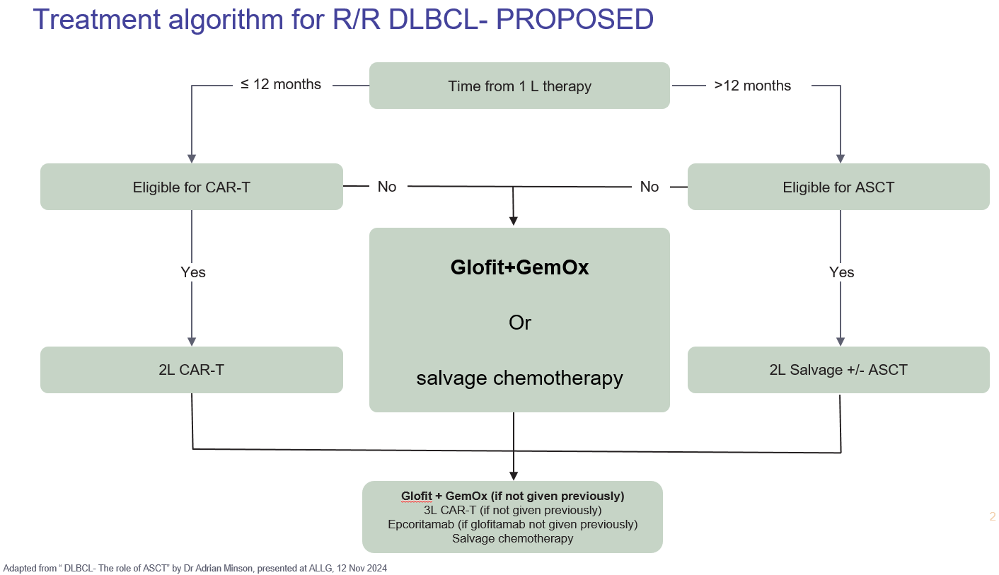 Treatment algorithm for R/R DLBCL- PROPOSED
≤ 12 months
Time from 1 L therapy
>12 months
Eligible for CAR-T
No
No
Eligible for ASCT
Glofit+GemOx
Or
salvage chemotherapy
Yes
Yes
2L CAR-T
2L Salvage +/- ASCT
Glofit + GemOx (if not given previously)
3L CAR-T (if not given previously)
Epcoritamab (if glofitamab not given previously)
Salvage chemotherapy
2
Adapted from “ DLBCL- The role of ASCT” by Dr Adrian Minson, presented at ALLG, 12 Nov 2024